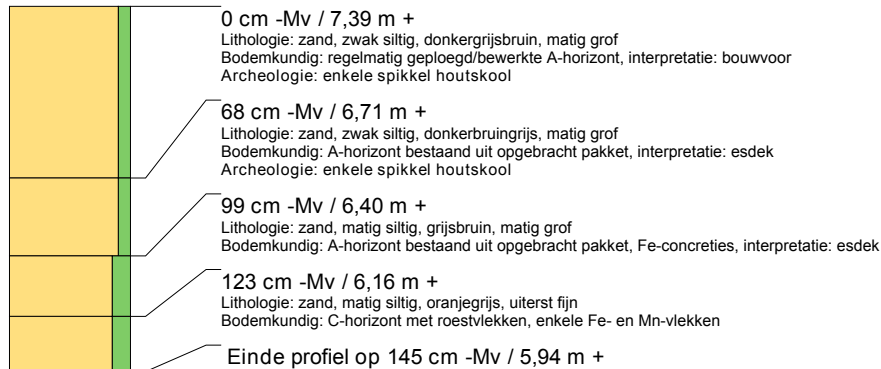 0 cm -Mv / 7,39 m +
Lithologie: zand, zwak siltig, donkergrijsbruin, matig grof
Bodemkundig: regelmatig geploegd/bewerkte A-horizont, interpretatie: bouwvoor
Archeologie: enkele spikkel houtskool
68 cm -Mv / 6,71 m +
Lithologie: zand, zwak siltig, donkerbruingrijs, matig grof
Bodemkundig: A-horizont bestaand uit opgebracht pakket, interpretatie: esdek
Archeologie: enkele spikkel houtskool
99 cm -Mv / 6,40 m +
Lithologie: zand, matig siltig, grijsbruin, matig grof
Bodemkundig: A-horizont bestaand uit opgebracht pakket, Fe-concreties, interpretatie: esdek
123 cm -Mv / 6,16 m +
Lithologie: zand, matig siltig, oranjegrijs, uiterst fijn
Bodemkundig: C-horizont met roestvlekken, enkele Fe- en Mn-vlekken
Einde profiel op 145 cm -Mv / 5,94 m +